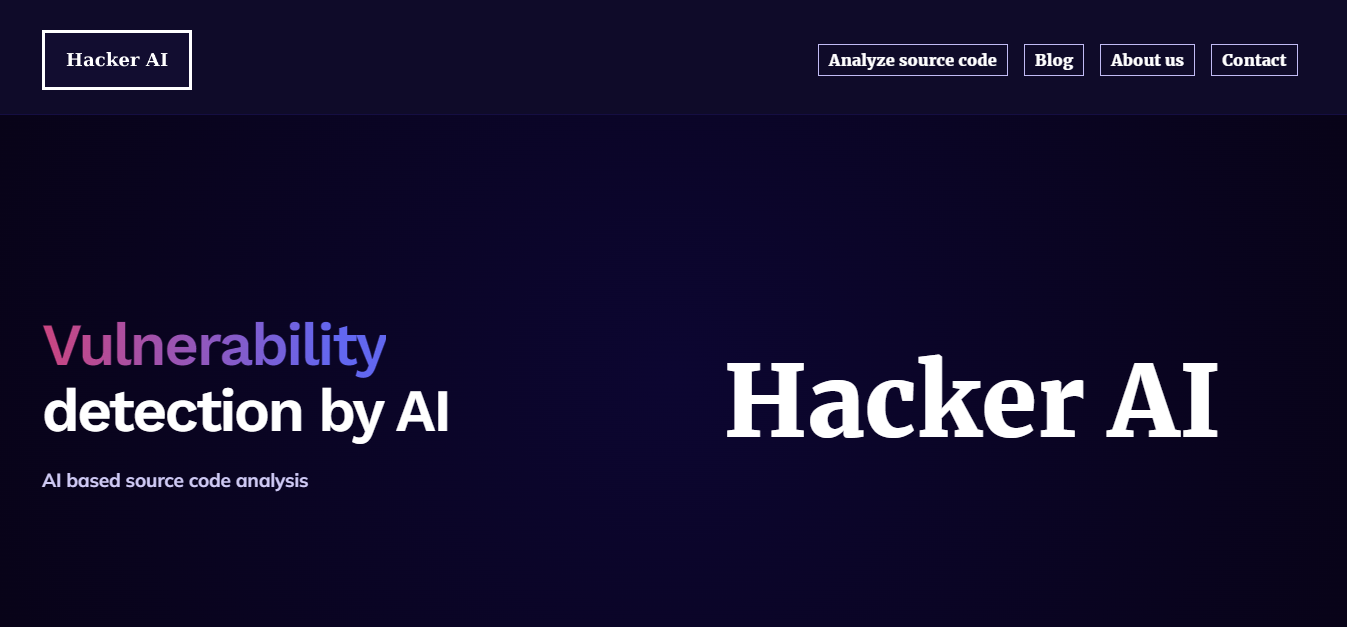 Hacker AI
Analyze source code
Blog
About us
Contact
Vulnerability
detection by AI
AI based source code analysis
Hacker AI